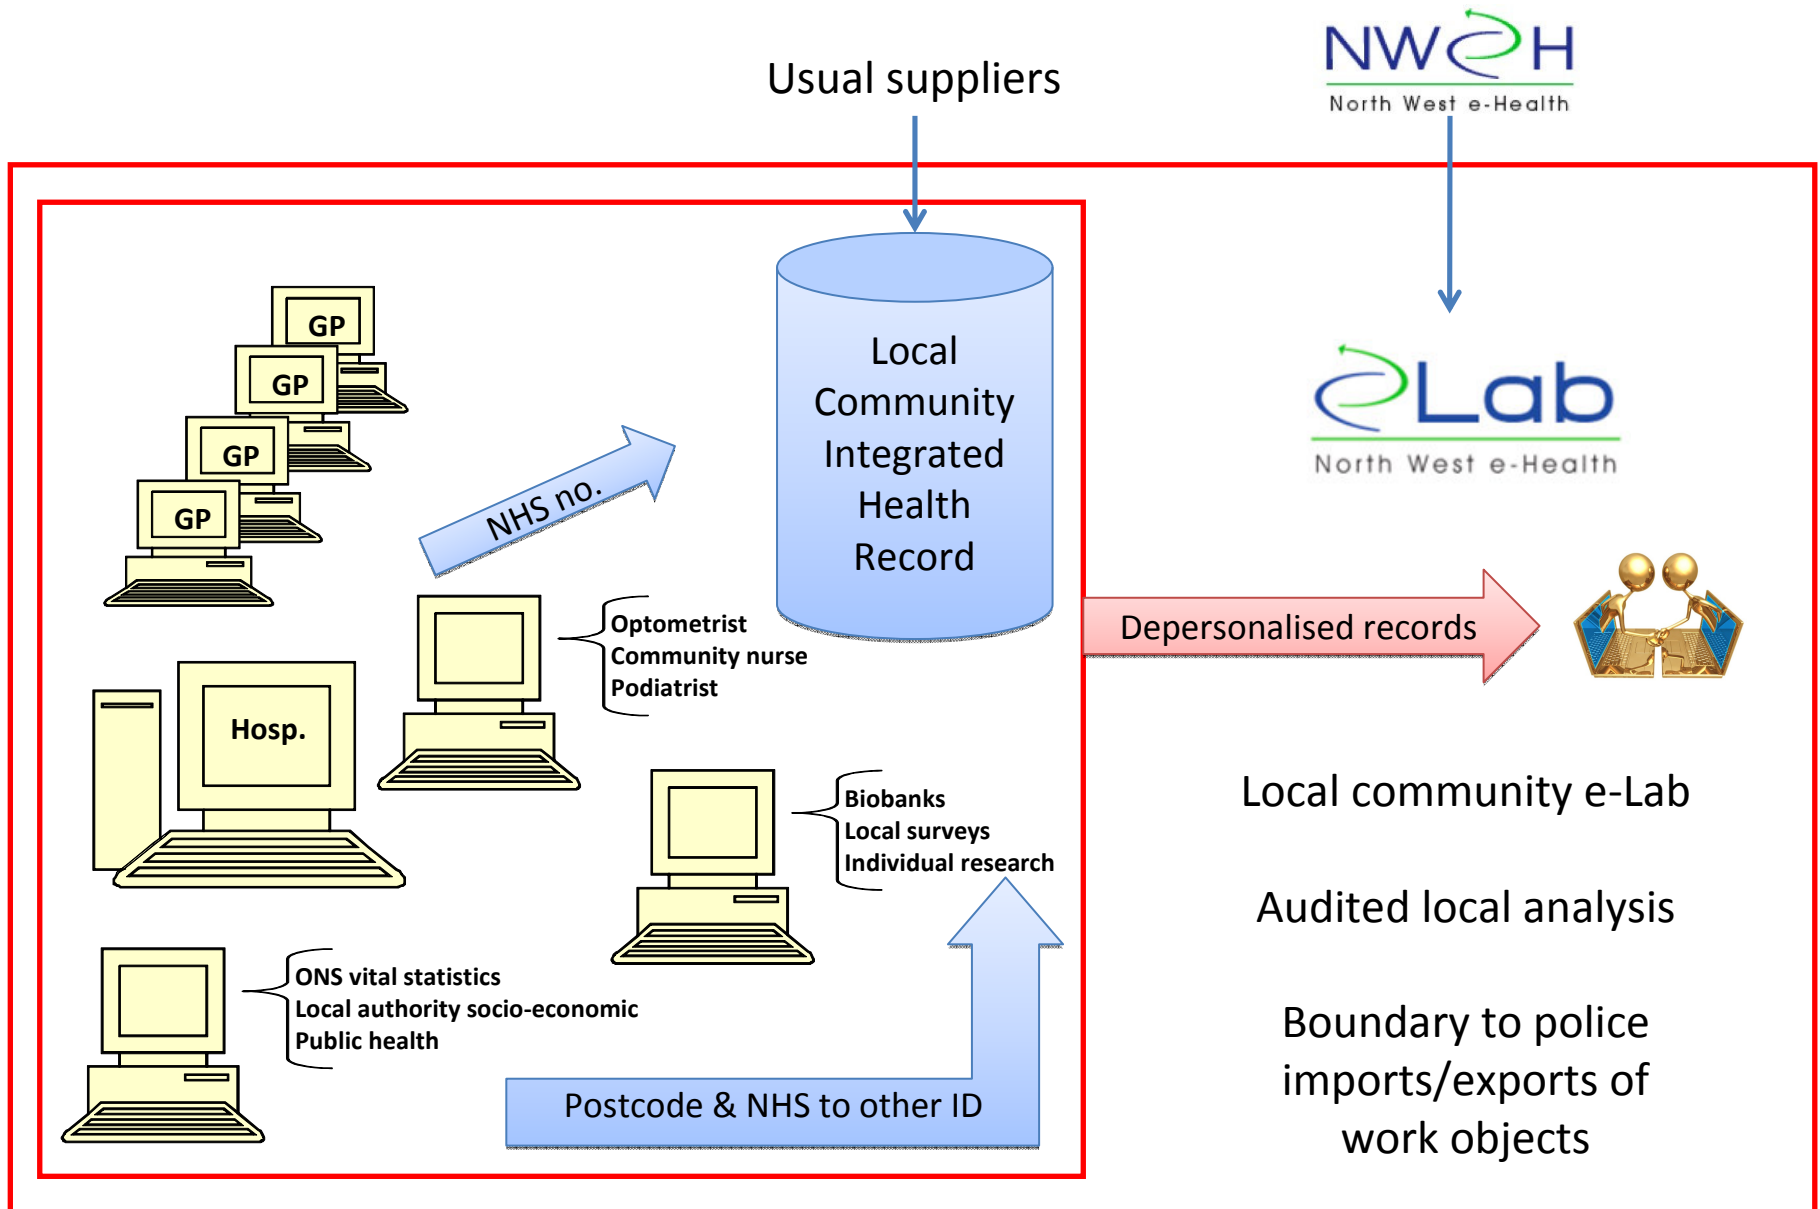 Usual suppliers
NWeH
North West e-Health
GP
GP
GP
GP
NHS no.
Local
Community
Integrated
Health
Record
eLab
North West e-Health
Optometrist
Community nurse
Podiatrist
Depersonalised records
Hosp.
Biobanks
Local surveys
Individual research
Local community e-Lab
Audited local analysis
ONS vital statistics
Local authority socio-economic
Public health
Postcode & NHS to other ID
Boundary to police
imports/exports of
work objects